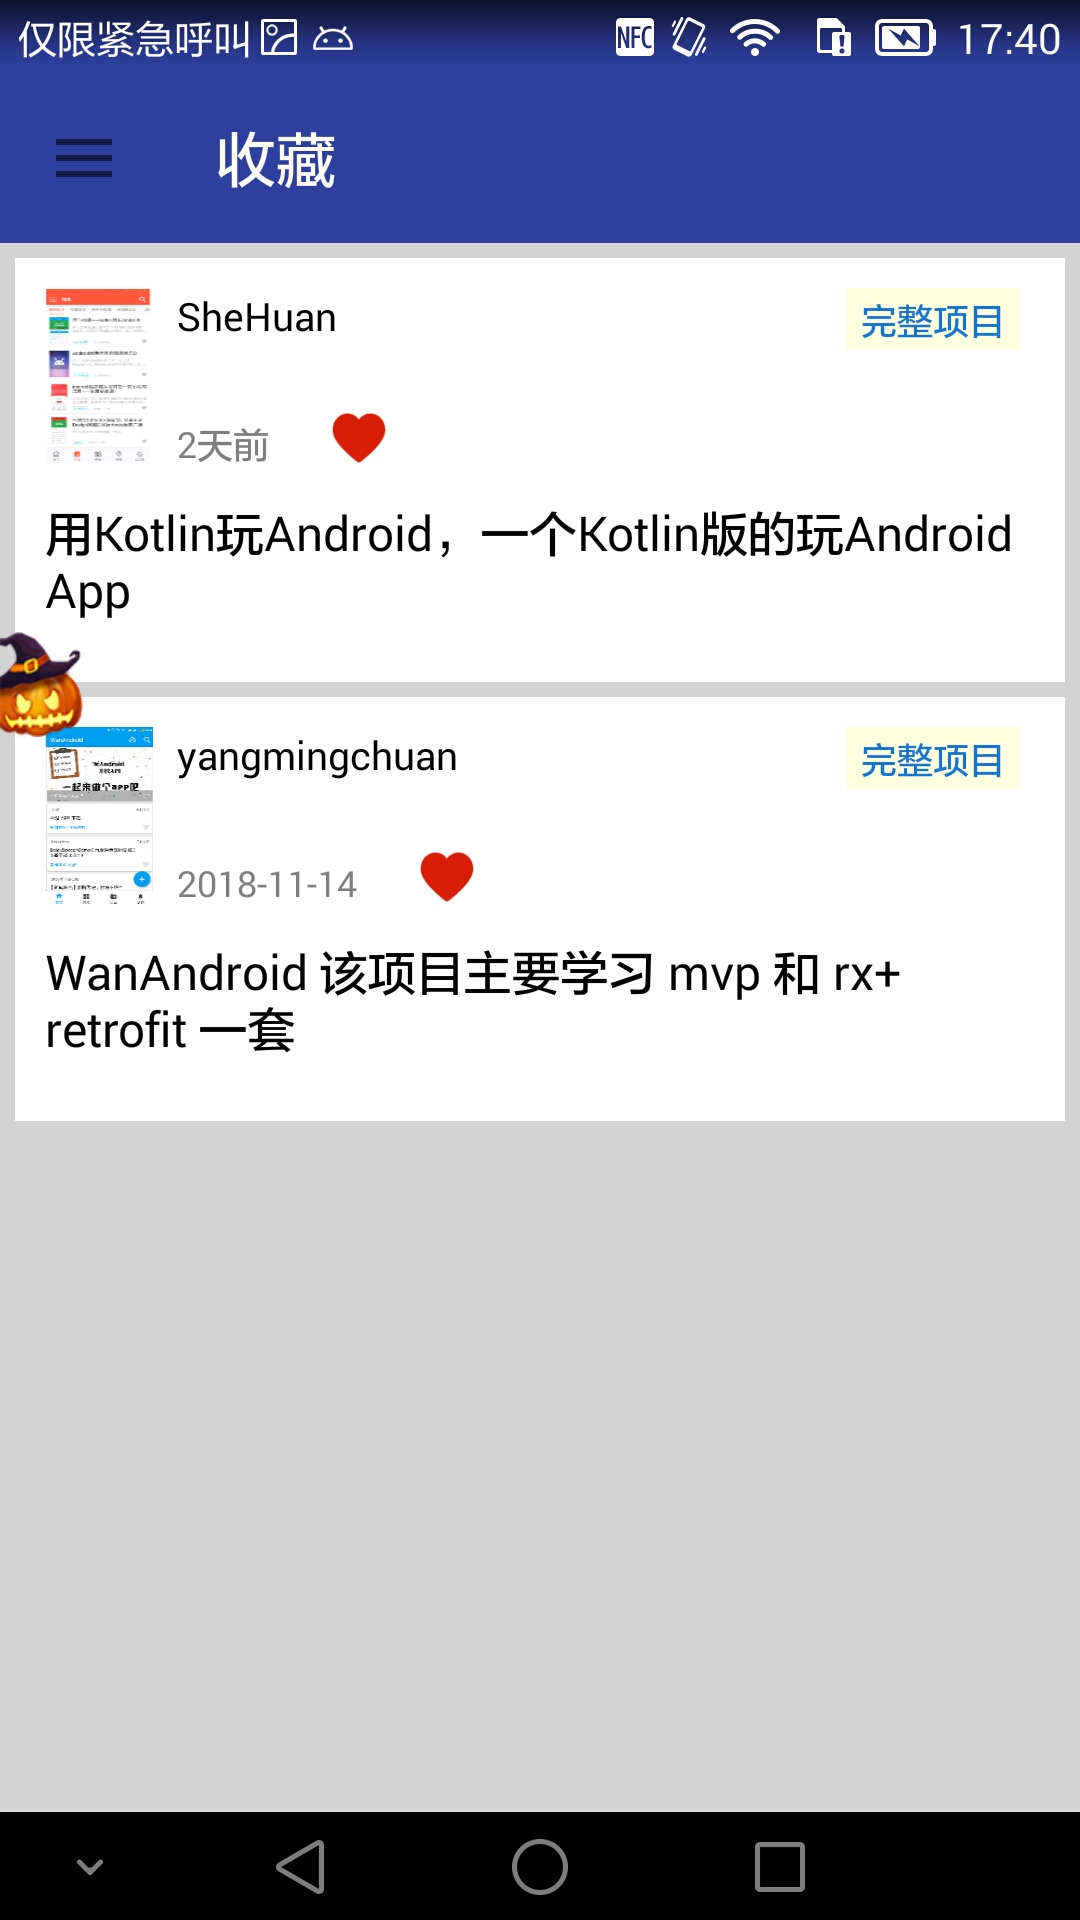 仅限紧急呼叫 NFC 17:40
收藏
SheHuan 完整项目
2天前
用Kotlin玩Android，一个Kotlin版的玩Android
App
yangmingchuan 完整项目
2018-11-14
WanAndroid 该项目主要学习 mvp 和 rx+
retrofit 一套